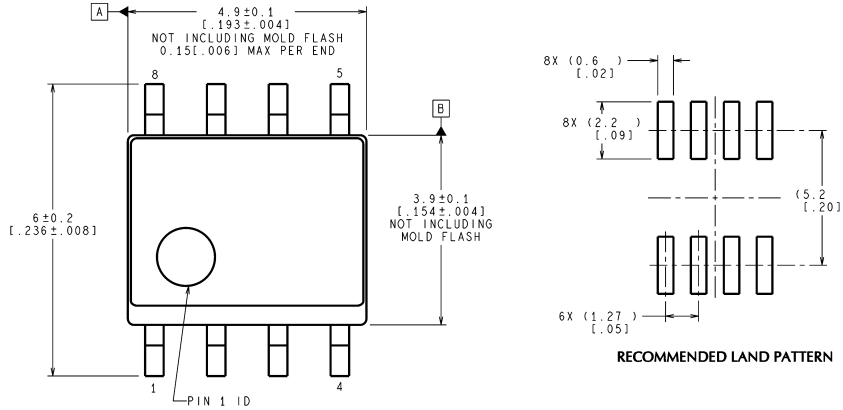 A
4.9±0.1
[.193±.004]
NOT INCLUDING MOLD FLASH
0.15[.006] MAX PER END
8
5
B
6±0.2
[.236±.008]
3.9±0.1
[.154±.004]
NOT INCLUDING
MOLD FLASH
1
4
PIN 1 ID
8X (0.6 )
[.02]
8X (2.2 )
[.09]
(5.2
[.20]
6X (1.27 )
[.05]
RECOMMENDED LAND PATTERN